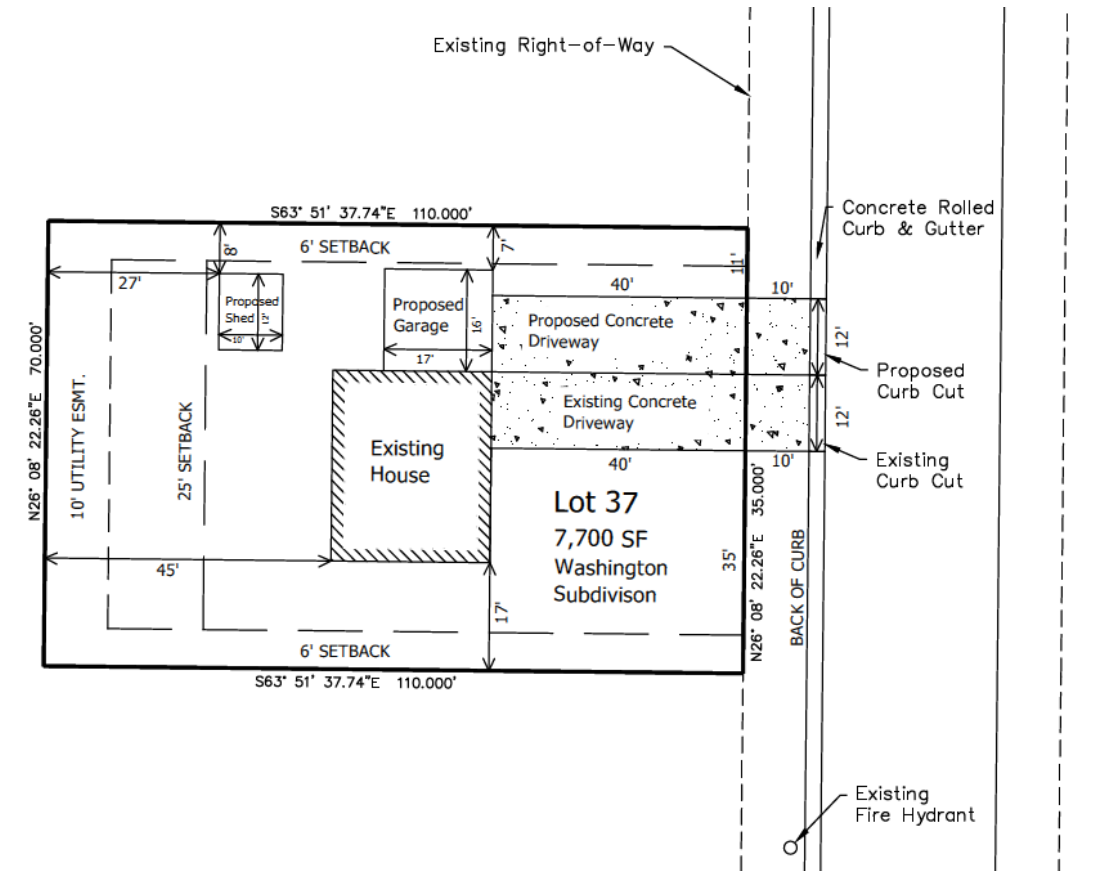 Existing Right-of-Way
Concrete Rolled
Curb & Gutter
S63° 51' 37.74"E 110.000'
8'
6' SETBACK
7'
11'
27'
40'
10'
Proposed
Shed
12'
10'
Proposed
Garage
16'
17'
Proposed Concrete
Driveway
12'
Proposed
Curb Cut
N26° 08' 22.26"E 70.000'
10' UTILITY ESMT.
25' SETBACK
Existing
House
Existing Concrete
Driveway
12'
40'
10'
Existing
Curb Cut
Lot 37
7,700 SF
Washington
Subdivison
35'
N26° 08' 22.26"E 35.000'
BACK OF CURB
45'
17'
6' SETBACK
S63° 51' 37.74"E 110.000'
Existing
Fire Hydrant